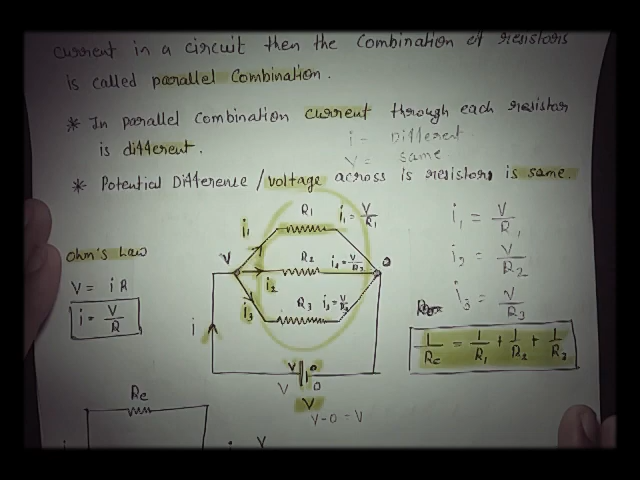 current in a circuit then the combination of resistors
is called parallel Combination.
* In parallel combination current through each resistor
is different.
i - Different
V = same
* Potential Difference / voltage across is resistors is same.
Ohm's Law
V = iR
i = V/R
i1
R1
i1 = V/R1
V
R2
i2 = V/R2
0
i2
i3
R3
i3 = V/R3
i
V 0
V 0
V
V-0 = V
i1 = V/R1
i2 = V/R2
i3 = V/R3
1/Re = 1/R1 + 1/R2 + 1/R3
Re
V